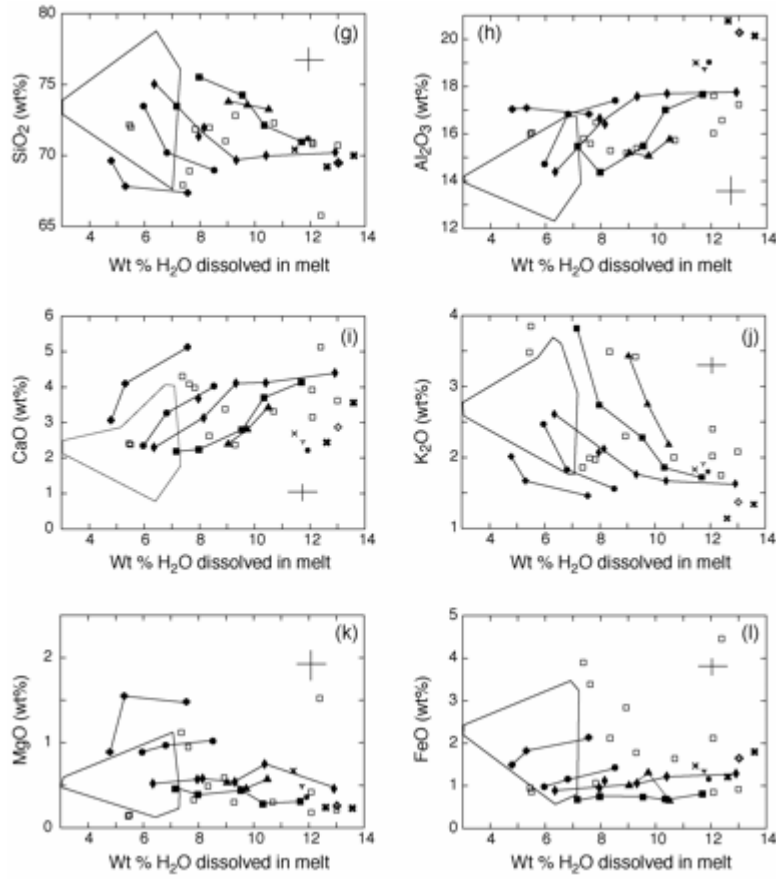 (g)
SiO2 (wt%)
80
75
70
65
4 6 8 10 12 14
Wt % H2O dissolved in melt
(h)
Al2O3 (wt%)
20
18
16
14
12
4 6 8 10 12 14
Wt % H2O dissolved in melt
(i)
CaO (wt%)
6
5
4
3
2
1
0
4 6 8 10 12 14
Wt % H2O dissolved in melt
(j)
K2O (wt%)
4
3
2
1
4 6 8 10 12 14
Wt % H2O dissolved in melt
(k)
MgO (wt%)
2
1
0
4 6 8 10 12 14
Wt % H2O dissolved in melt
(l)
FeO (wt%)
5
4
3
2
1
0
4 6 8 10 12 14
Wt % H2O dissolved in melt